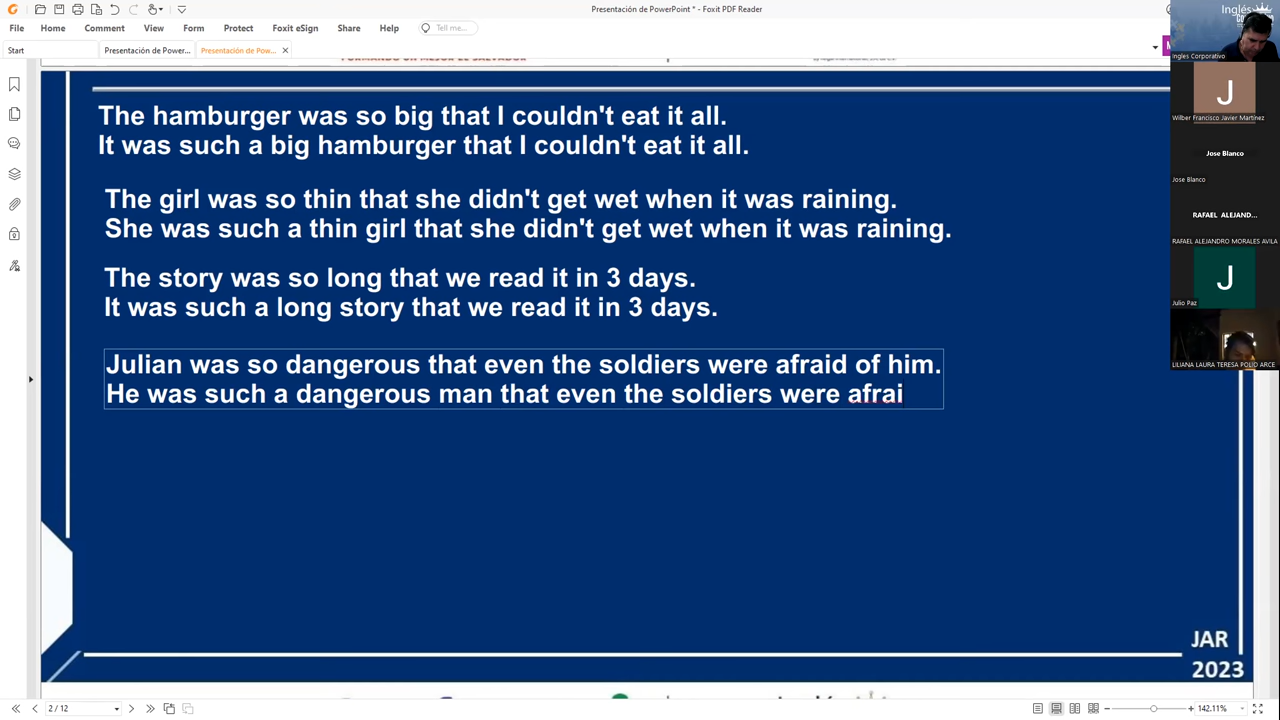 Presentación de PowerPoint * - Foxit PDF Reader
File Home Comment View Form Protect Foxit eSign Share Help Tell me...
Start Presentación de Power... Presentación de Pow...
The hamburger was so big that I couldn't eat it all.
It was such a big hamburger that I couldn't eat it all.
The girl was so thin that she didn't get wet when it was raining.
She was such a thin girl that she didn't get wet when it was raining.
The story was so long that we read it in 3 days.
It was such a long story that we read it in 3 days.
Julian was so dangerous that even the soldiers were afraid of him.
He was such a dangerous man that even the soldiers were afrai
JAR
2023
2 / 12
142.11%
Inglés
Ingles Corporativo
J
Wilber Francisco Javier Martinez
Jose Blanco
Jose Blanco
RAFAEL ALEJAND...
RAFAEL ALEJANDRO MORALES AVILA
J
Julio Paz
LILIANA LAURA TERESA POLIO ARCE